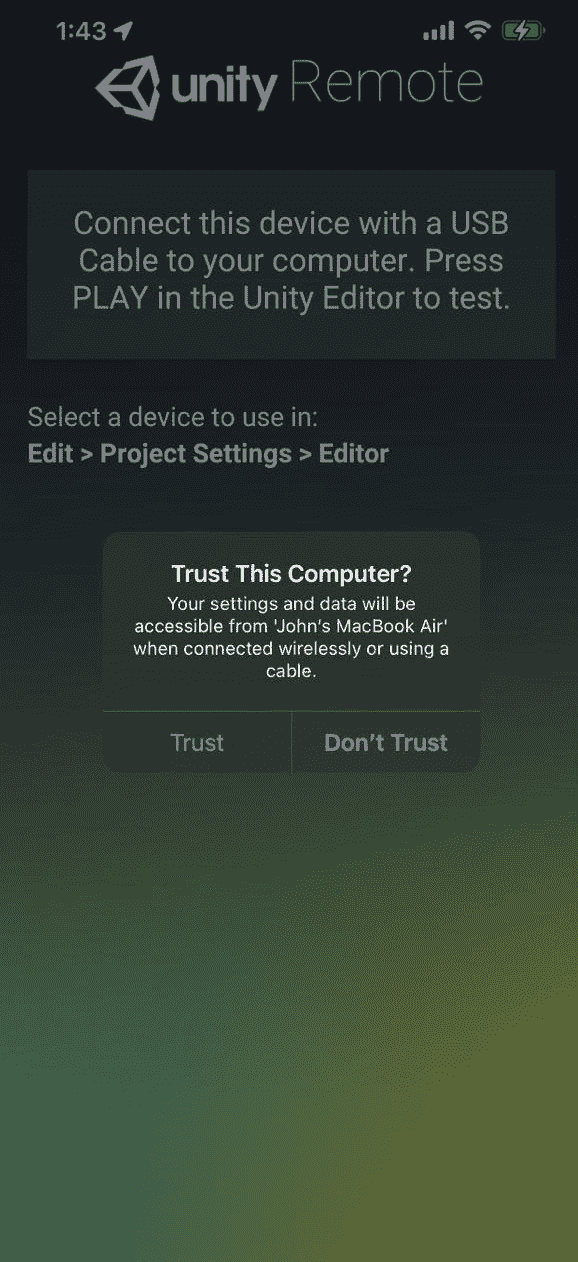 1:43
unity Remote
Connect this device with a USB
Cable to your computer. Press
PLAY in the Unity Editor to test.
Select a device to use in:
Edit > Project Settings > Editor
Trust This Computer?
Your settings and data will be
accessible from 'John’s MacBook Air'
when connected wirelessly or using a
cable.
Trust
Don’t Trust